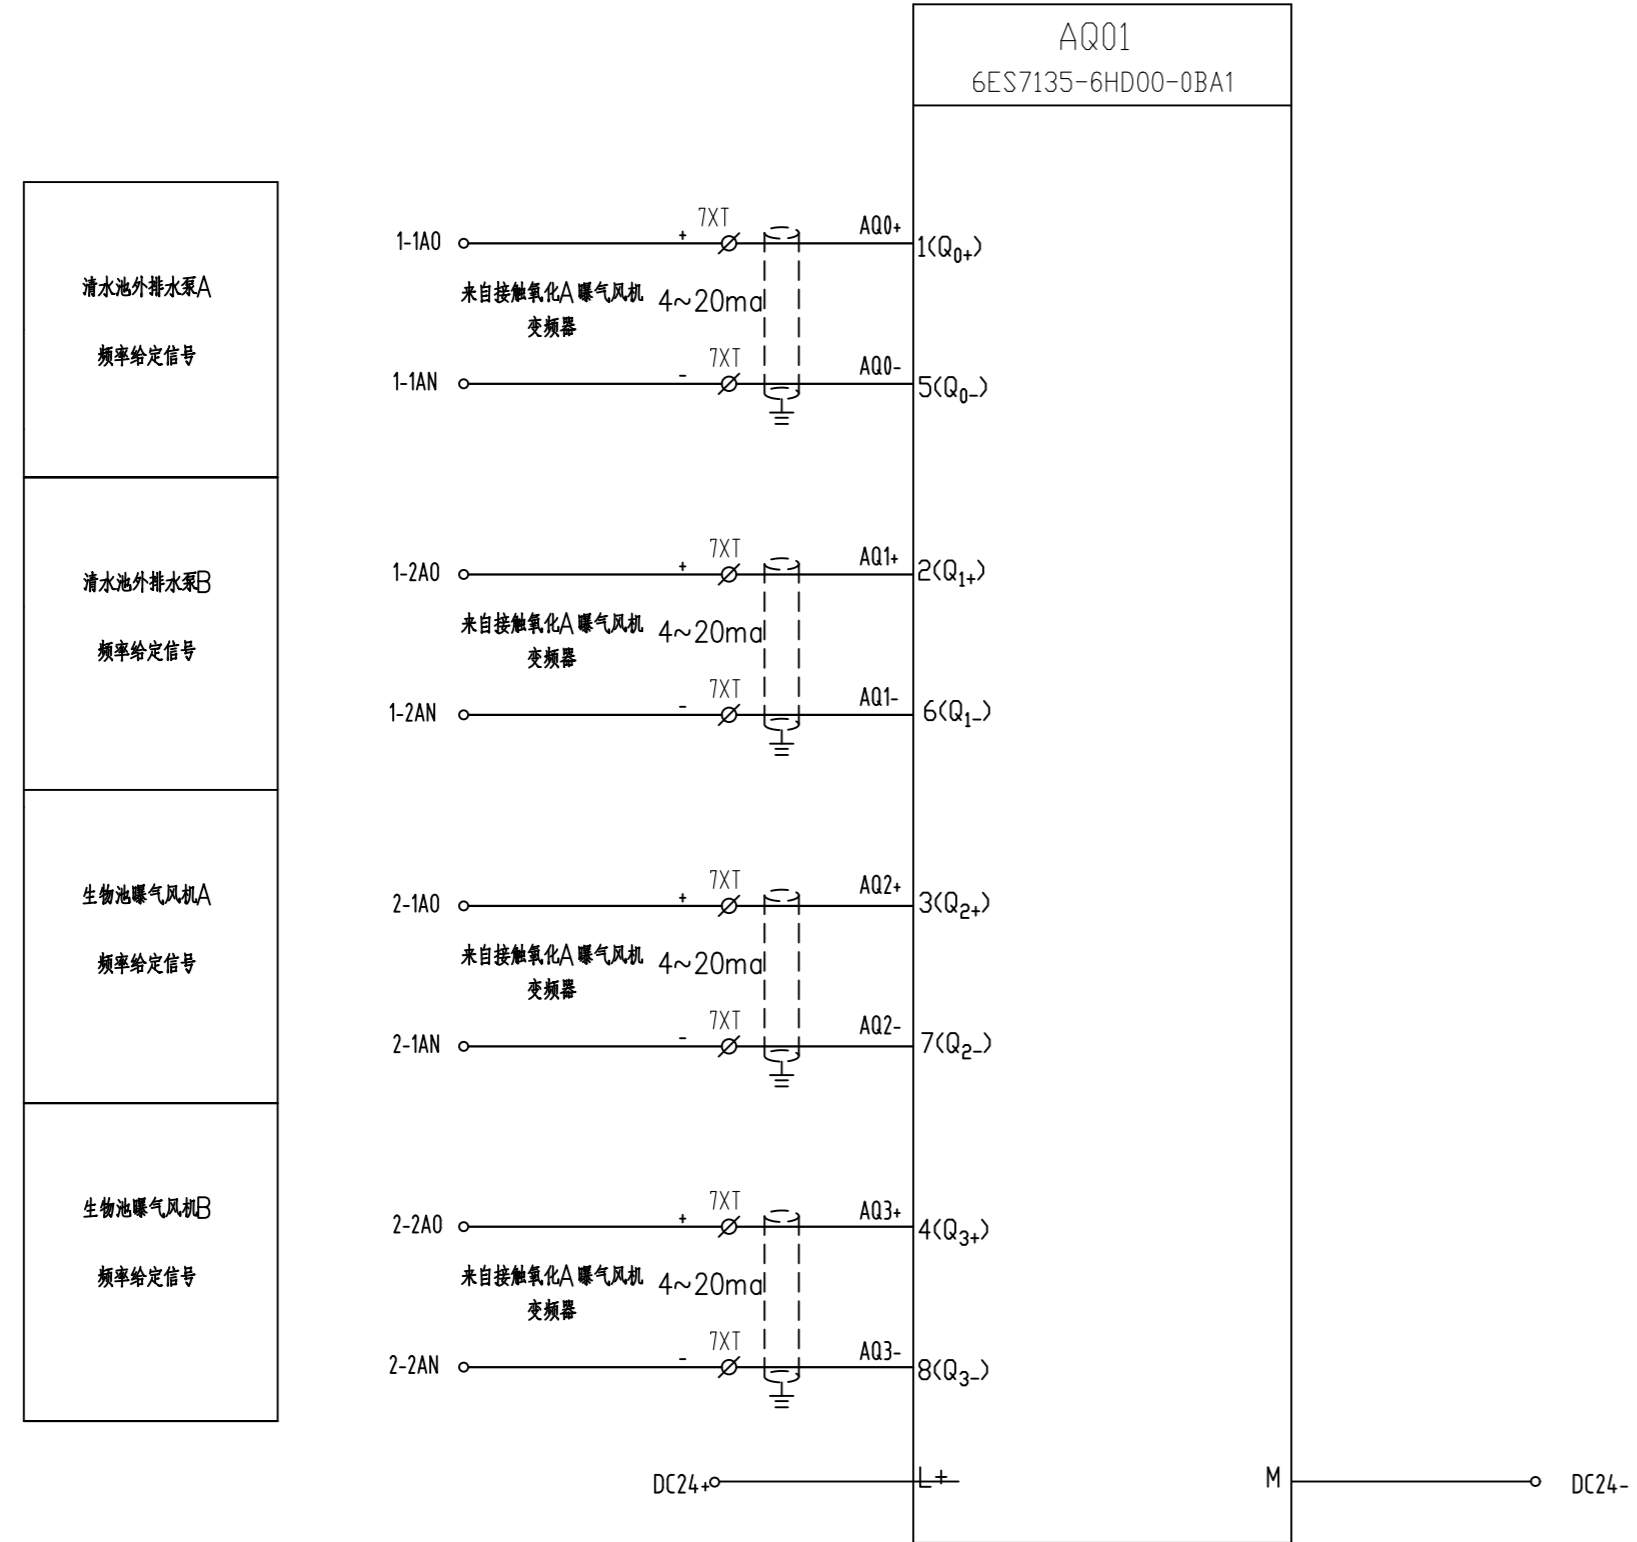 AQ01
6ES7135-6HD00-0BA1
清水池外排水泵A
频率给定信号
1-1AO
+
7XT
AQ0+
1(Q0+)
来自接触氧化A曝气风机
变频器
4~20ma
1-1AN
-
7XT
AQ0-
5(Q0-)
清水池外排水泵B
频率给定信号
1-2AO
+
7XT
AQ1+
2(Q1+)
来自接触氧化A曝气风机
变频器
4~20ma
1-2AN
-
7XT
AQ1-
6(Q1-)
生物池曝气风机A
频率给定信号
2-1AO
+
7XT
AQ2+
3(Q2+)
来自接触氧化A曝气风机
变频器
4~20ma
2-1AN
-
7XT
AQ2-
7(Q2-)
生物池曝气风机B
频率给定信号
2-2AO
+
7XT
AQ3+
4(Q3+)
来自接触氧化A曝气风机
变频器
4~20ma
2-2AN
-
7XT
AQ3-
8(Q3-)
DC24+
L+
M
DC24-